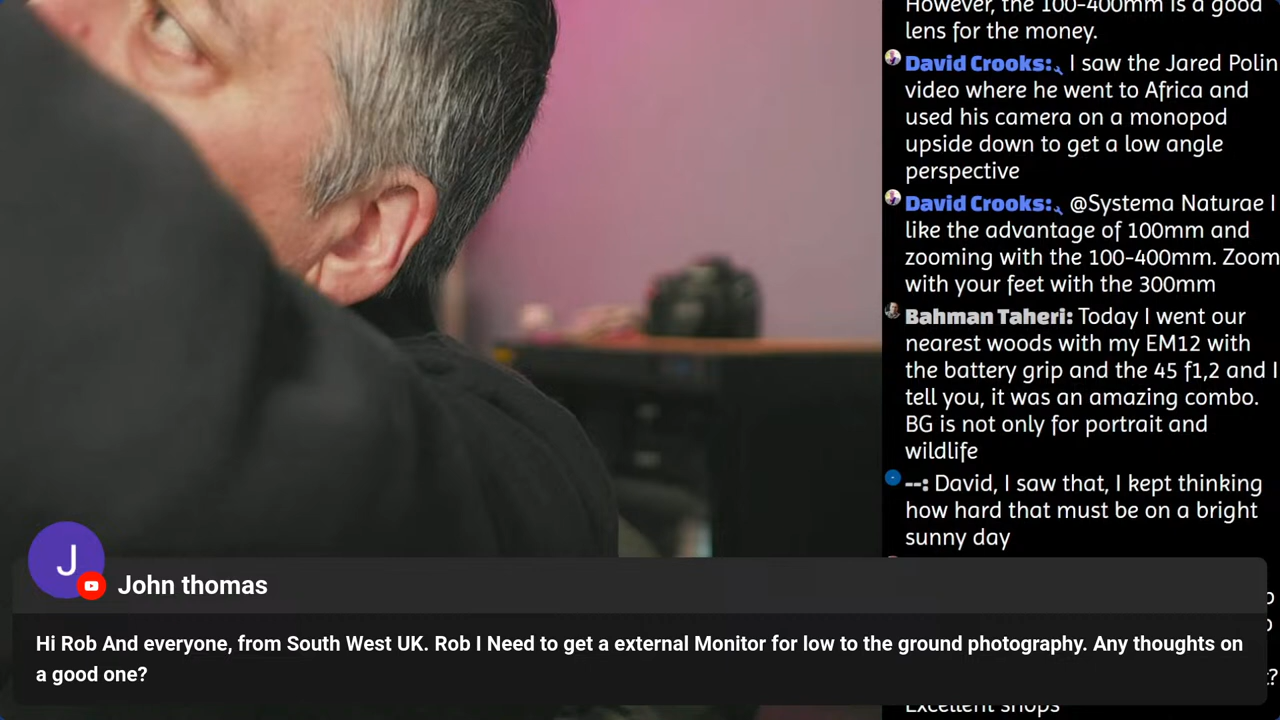 However, the 100-400mm is a good
lens for the money.
David Crooks: I saw the Jared Polin
video where he went to Africa and
used his camera on a monopod
upside down to get a low angle
perspective
David Crooks: @Systema Naturae I
like the advantage of 100mm and
zooming with the 100-400mm. Zoom
with your feet with the 300mm
Bahman Taheri: Today I went our
nearest woods with my EM12 with
the battery grip and the 45 f1,2 and I
tell you, it was an amazing combo.
BG is not only for portrait and
wildlife
--: David, I saw that, I kept thinking
how hard that must be on a bright
sunny day
Excellent shops
J
John thomas
Hi Rob And everyone, from South West UK. Rob I Need to get a external Monitor for low to the ground photography. Any thoughts on
a good one?